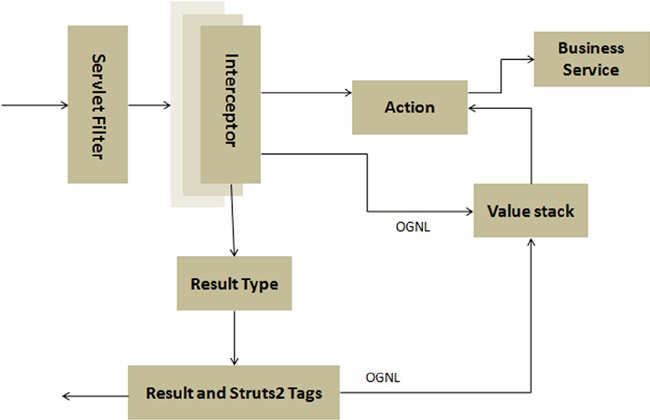 Servlet Filter
Interceptor
Business
Service
Action
Value stack
OGNL
Result Type
Result and Struts2 Tags
OGNL